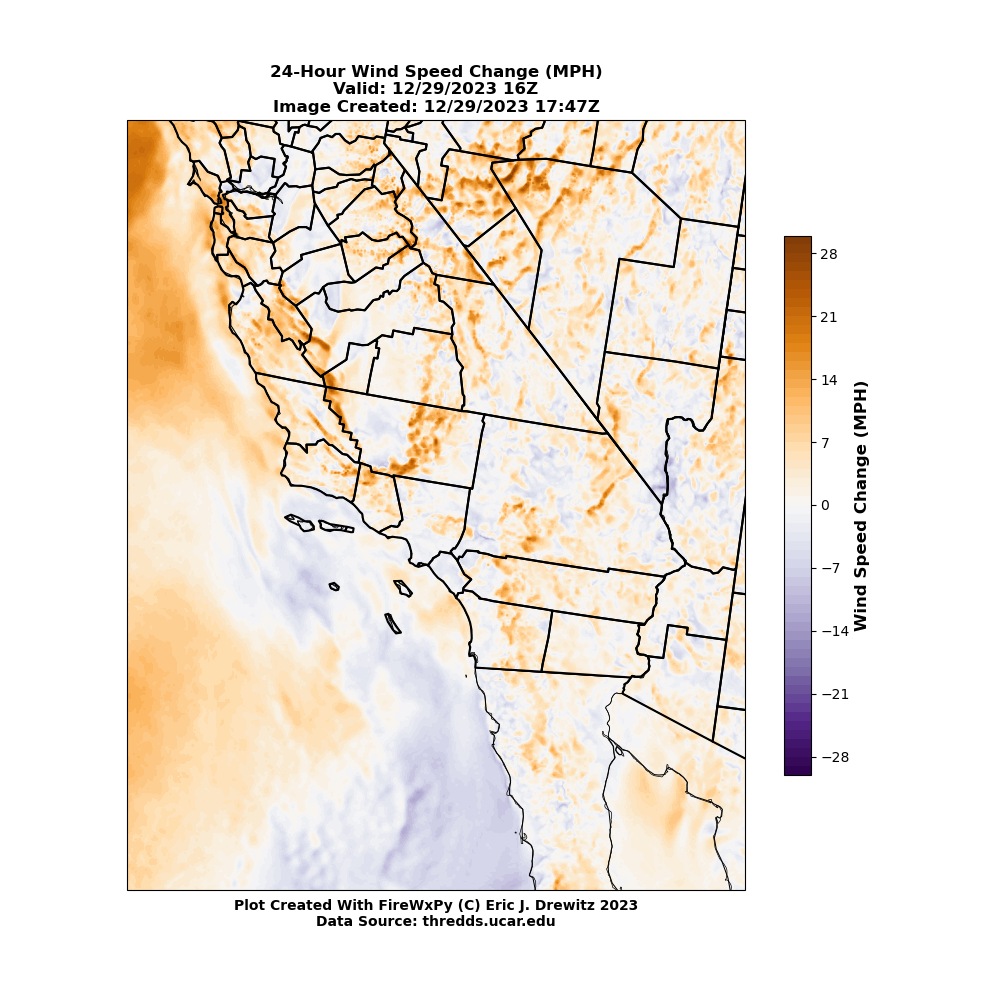 24-Hour Wind Speed Change (MPH)
Valid: 12/29/2023 16Z
Image Created: 12/29/2023 17:47Z
28
21
14
7
0
−7
−14
−21
−28
Wind Speed Change (MPH)
Plot Created With FireWxPy (C) Eric J. Drewitz 2023
Data Source: thredds.ucar.edu